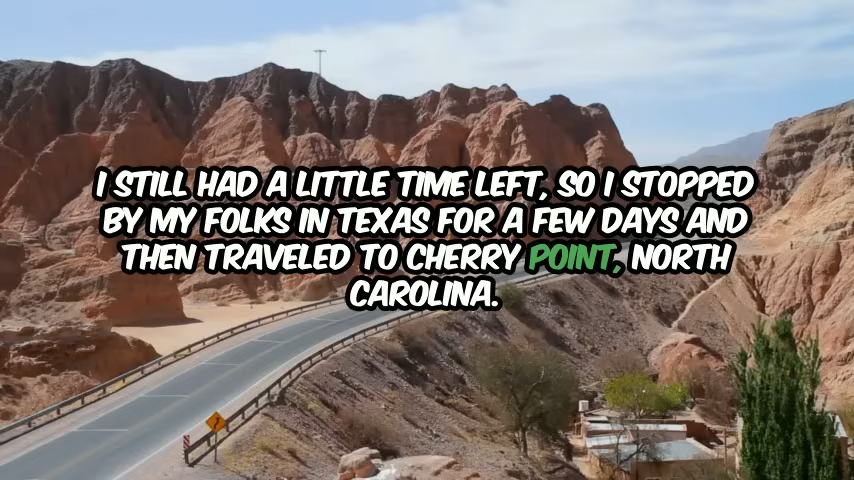 I STILL HAD A LITTLE TIME LEFT, SO I STOPPED
BY MY FOLKS IN TEXAS FOR A FEW DAYS AND
THEN TRAVELED TO CHERRY POINT, NORTH
CAROLINA.